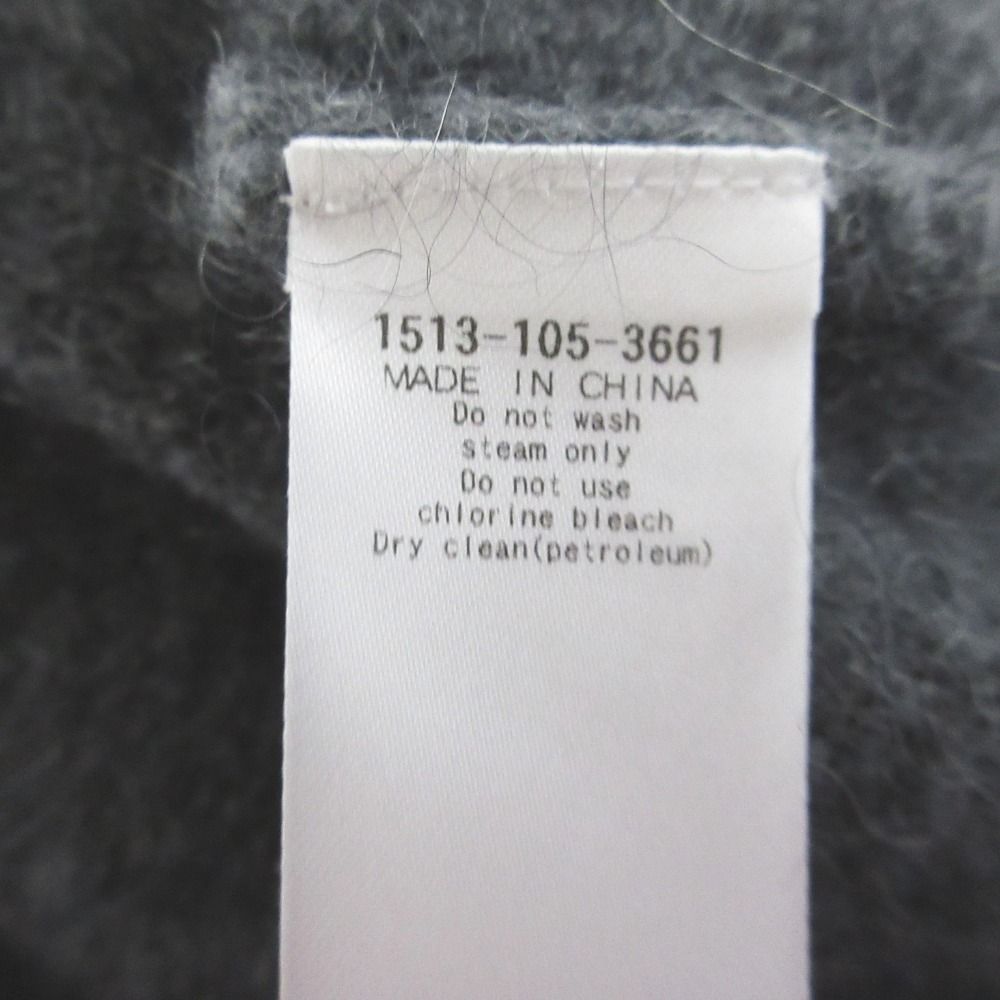 1513-105-3661
MADE IN CHINA
Do not wash
steam only
Do not use
chlorine bleach
Dry clean(petroleum)